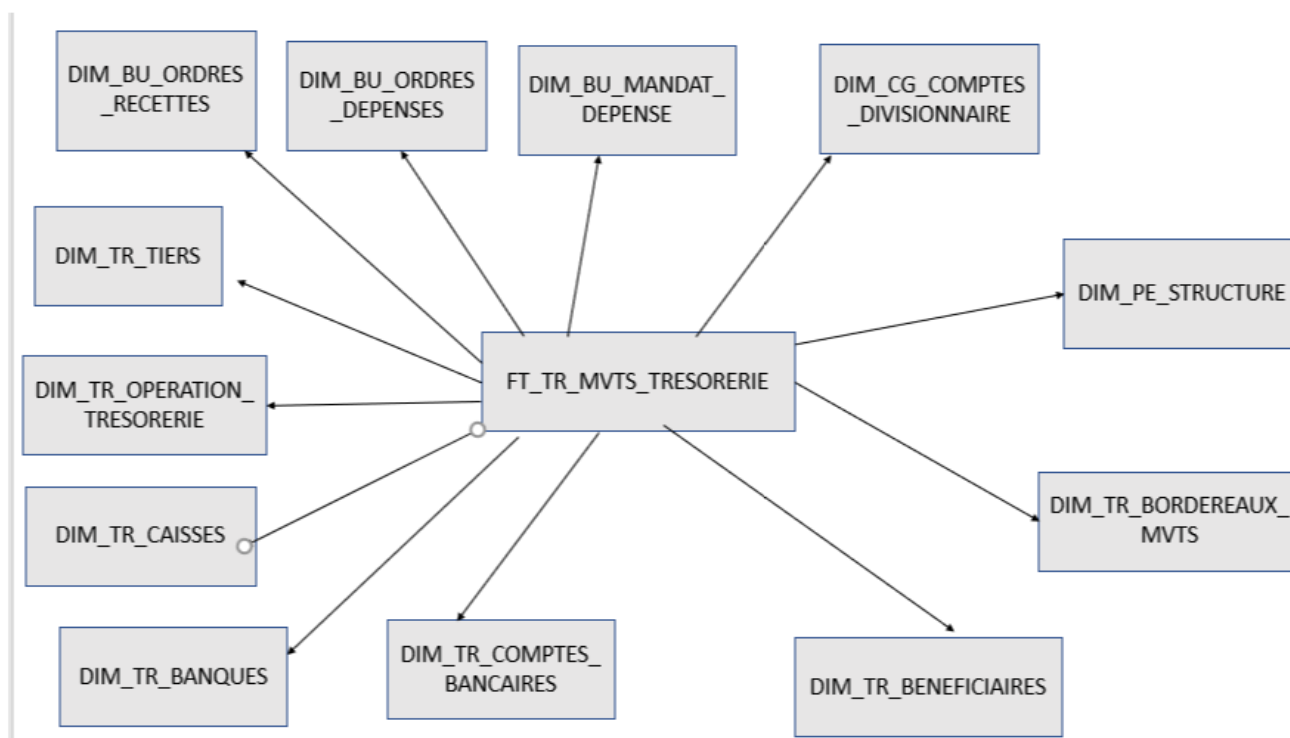 DIM_BU_ORDRES
_RECETTES
DIM_BU_ORDRES
_DEPENSES
DIM_BU_MANDAT_
DEPENSE
DIM_CG_COMPTES
_DIVISIONNAIRE
DIM_TR_TIERS
DIM_PE_STRUCTURE
FT_TR_MVTS_TRESORERIE
DIM_TR_OPERATION_
TRESORERIE
DIM_TR_CAISSES
DIM_TR_BORDEREAUX_
MVTS
DIM_TR_BANQUES
DIM_TR_COMPTES_
BANCAIRES
DIM_TR_BENEFICIAIRES